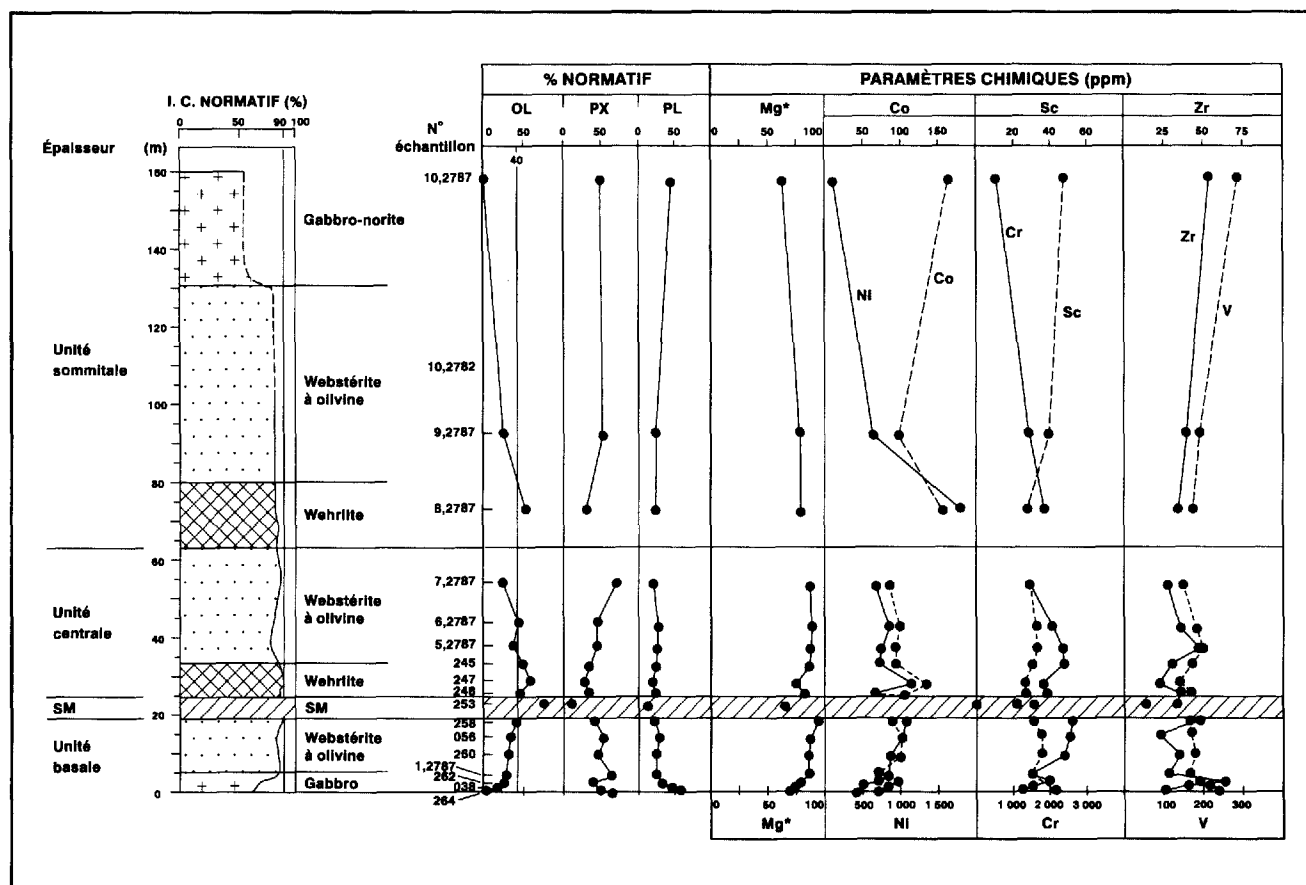 % NORMATIF PARAMÈTRES CHIMIQUES (ppm)
I. C. NORMATIF (%) OL PX PL Mg* Co Sc Zr
0 50 80 100 N° échantillon 0 50 0 50 0 50 0 50 100 50 100 150 20 40 60 25 50 75
Épaisseur (m) 40
160 10,2787
Gabbro-norite
Cr Zr
140
Ni Co
Sc V
120
Unité sommitale 10,2782
Webstérite à olivine
100
9,2787
80
8,2787
Wehrlite
60
7,2787
Webstérite à olivine
Unité centrale 6,2787
40 5,2787
245
Wehrlite 247
248
SM SM 253
20 258
Webstérite à olivine 056
Unité basale 260
1,2787
262
Gabbro 038
0 264
0 50 100 500 1 000 1 500 1 000 2 000 3 000 100 200 300
Mg* Ni Cr V